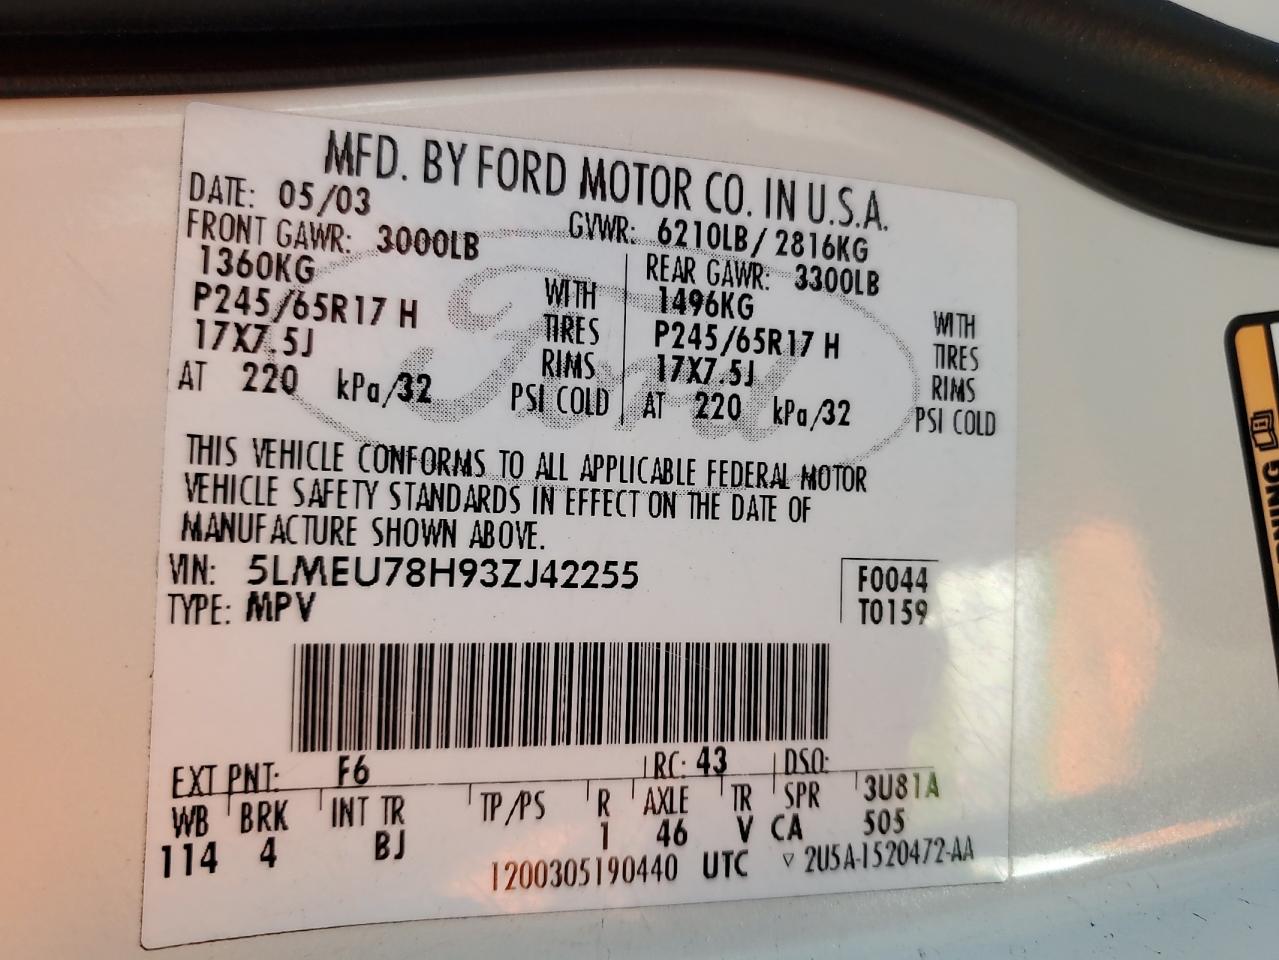 MFD. BY FORD MOTOR CO. IN U.S.A.
DATE: 05/03 GVWR: 6210LB / 2816KG
FRONT GAWR: 3000LB REAR GAWR: 3300LB
1360KG WITH 1496KG WITH
P245/65R17 H TIRES P245/65R17 H TIRES
17X7.5J RIMS 17X7.5J RIMS
AT 220 kPa/32 PSI COLD AT 220 kPa/32 PSI COLD
Ford
THIS VEHICLE CONFORMS TO ALL APPLICABLE FEDERAL MOTOR
VEHICLE SAFETY STANDARDS IN EFFECT ON THE DATE OF
MANUFACTURE SHOWN ABOVE.
VIN: 5LMEU78H93ZJ42255 F0044
TYPE: MPV T0159
EXT PNT: F6 RC: 43 DSO:
WB BRK INT TR TP/PS R AXLE TR SPR 3U81A
114 4 BJ 1 46 V CA 505
1200305190440 UTC ▽ 2U5A-1520472-AA